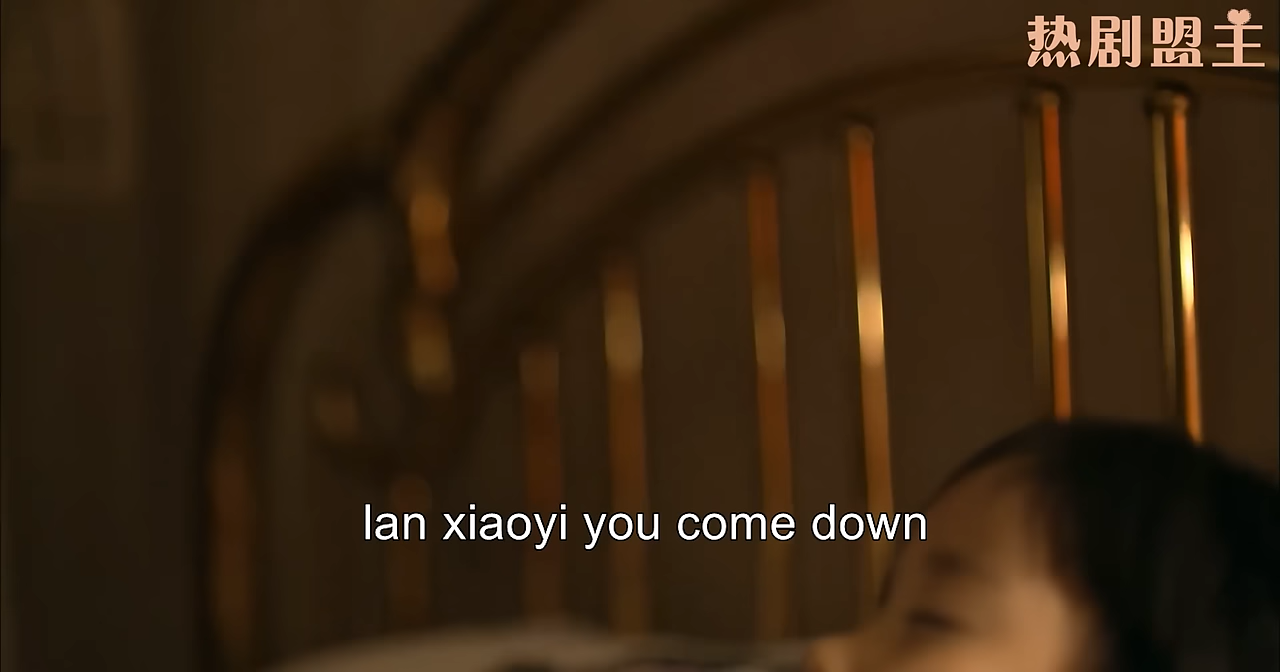 热剧盟主
lan xiaoyi you come down